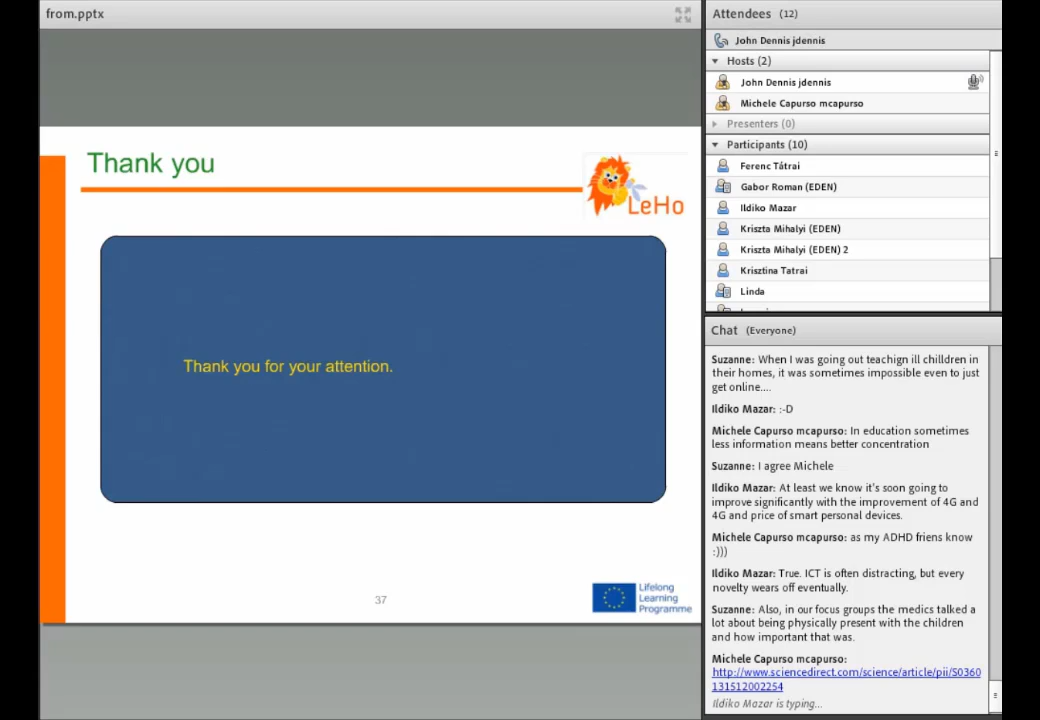 from.pptx
Thank you
LeHo
Thank you for your attention.
37
Lifelong
Learning
Programme
Attendees (12)
John Dennis jdennis
Hosts (2)
John Dennis jdennis
Michele Capurso mcapurso
Presenters (0)
Participants (10)
Ferenc Tátrai
Gabor Roman (EDEN)
Ildiko Mazar
Kriszta Mihalyi (EDEN)
Kriszta Mihalyi (EDEN) 2
Krisztina Tatrai
Linda
Chat (Everyone)
Suzanne: When I was going out teachign ill chilldren in
their homes, it was sometimes impossible even to just
get online....
Ildiko Mazar: :-D
Michele Capurso mcapurso: In education sometimes
less information means better concentration
Suzanne: I agree Michele
Ildiko Mazar: At least we know it's soon going to
improve significantly with the improvement of 4G and
4G and price of smart personal devices.
Michele Capurso mcapurso: as my ADHD friens know
:)))
Ildiko Mazar: True. ICT is often distracting, but every
novelty wears off eventually.
Suzanne: Also, in our focus groups the medics talked a
lot about being physically present with the children
and how important that was.
Michele Capurso mcapurso:
http://www.sciencedirect.com/science/article/pii/S0360
131512002254
Ildiko Mazar is typing...